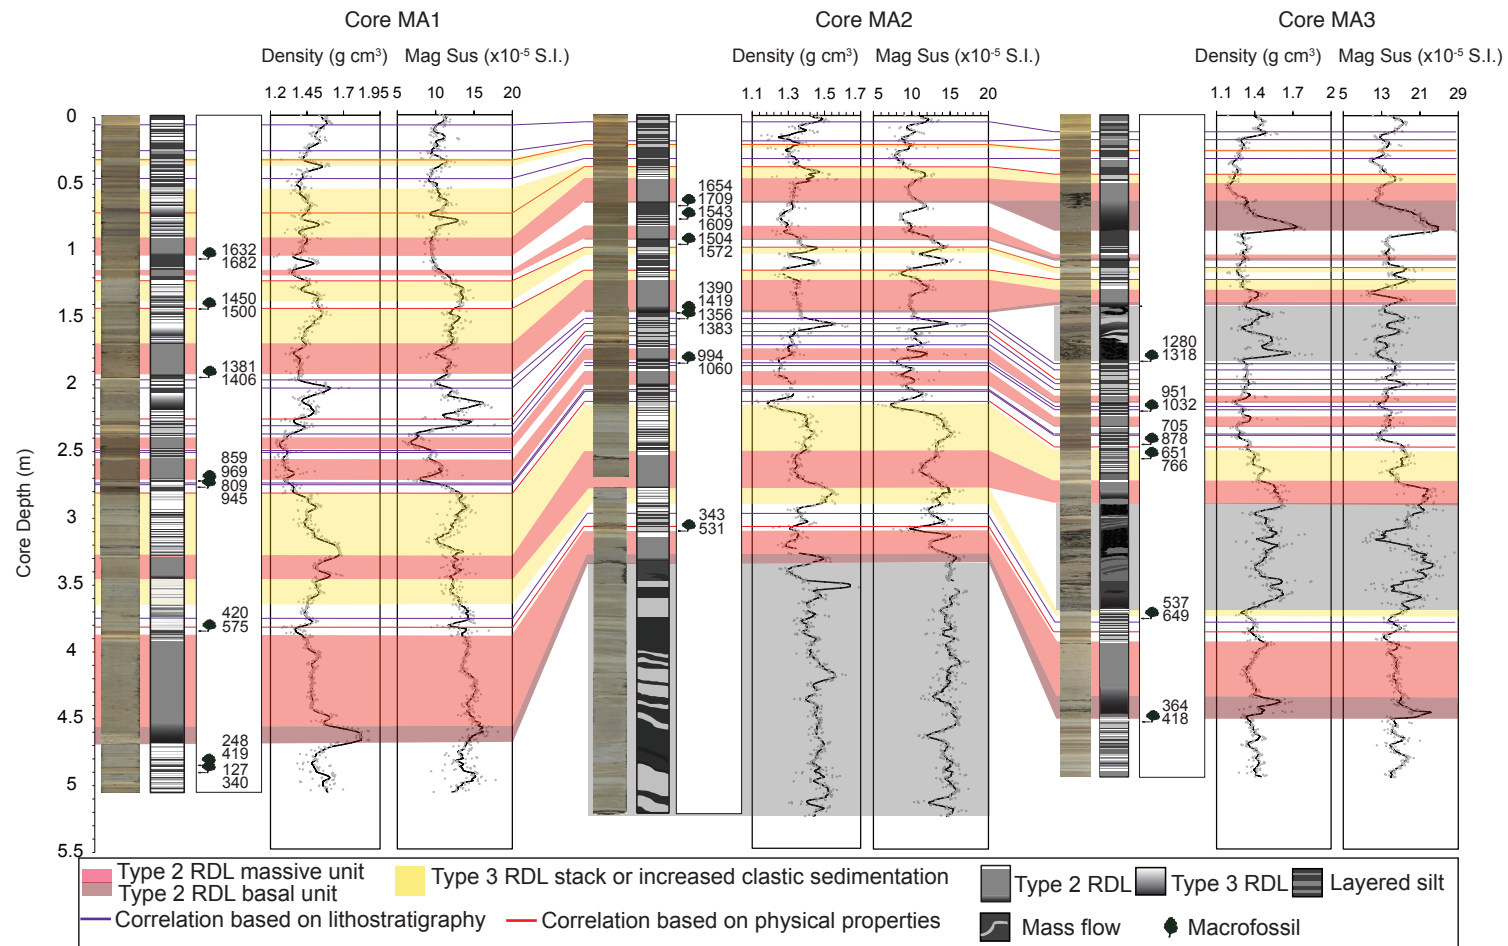 Core MA1
Core MA2
Core MA3
Density (g cm³)
Mag Sus (x10⁻⁵ S.I.)
Density (g cm³)
Mag Sus (x10⁻⁵ S.I.)
Density (g cm³)
Mag Sus (x10⁻⁵ S.I.)
1.2 1.45 1.7 1.95 5 10 15 20
1.1 1.3 1.5 1.7 5 10 15 20
1.1 1.4 1.7 2 5 13 21 29
Core Depth (m)
0
0.5
1
1.5
2
2.5
3
3.5
4
4.5
5
5.5
1632
1682
1450
1500
1381
1406
859
969
809
945
420
575
248
419
127
340
1654
1709
1543
1609
1504
1572
1390
1419
1356
1383
994
1060
343
531
1280
1318
951
1032
705
878
651
766
537
649
364
418
Type 2 RDL massive unit
Type 2 RDL basal unit
Type 3 RDL stack or increased clastic sedimentation
Type 2 RDL
Type 3 RDL
Layered silt
Correlation based on lithostratigraphy
Correlation based on physical properties
Mass flow
Macrofossil